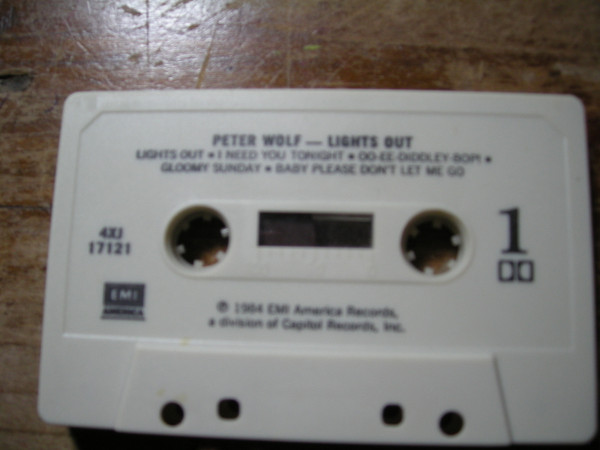 PETER WOLF — LIGHTS OUT
LIGHTS OUT • I NEED YOU TONIGHT • OO-EE-DIDDLEY-BOP! •
GLOOMY SUNDAY • BABY PLEASE DON'T LET ME GO
4XJ
17121
1
EMI
AMERICA
℗ 1984 EMI America Records,
a division of Capitol Records, Inc.